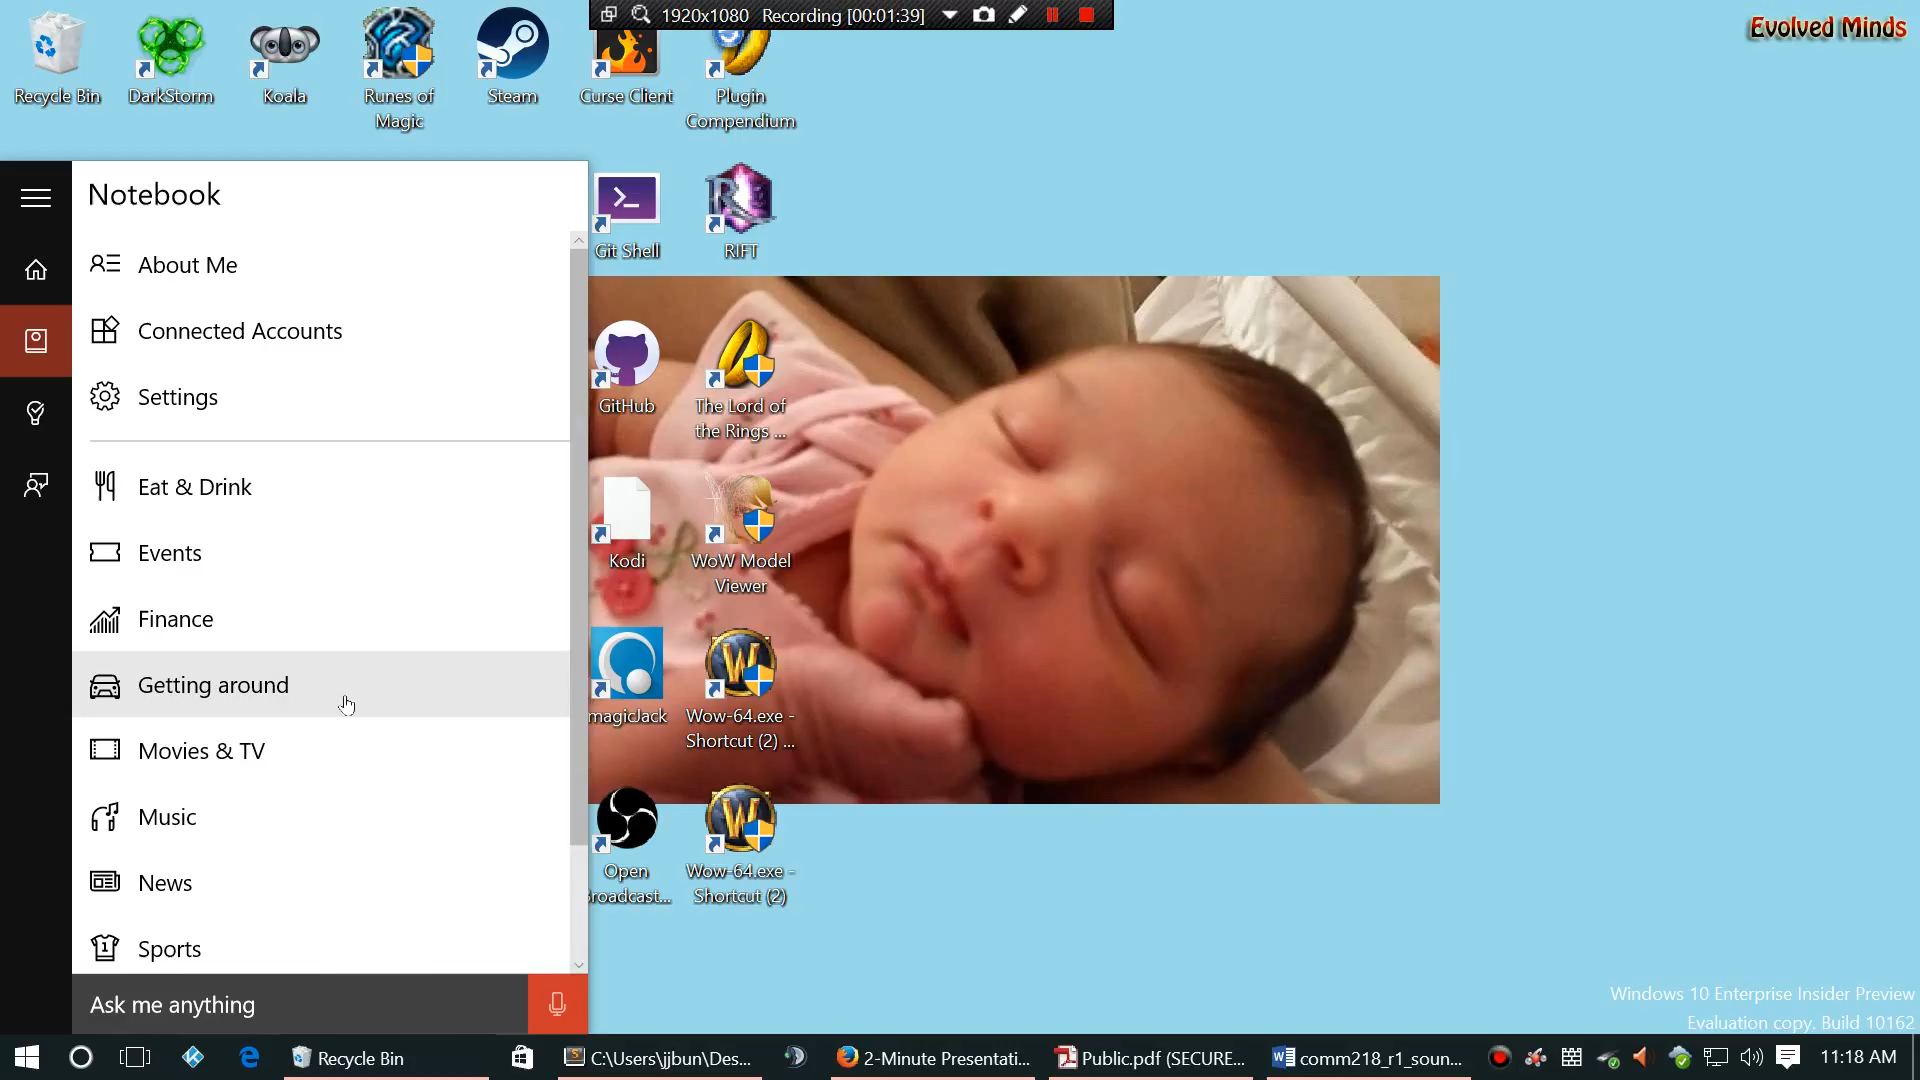 1920x1080 Recording [00:01:39]
Evolved Minds
Recycle Bin
DarkStorm
Koala
Runes of
Magic
Steam
Curse Client
Plugin
Compendium
Notebook
About Me
Connected Accounts
Settings
Eat & Drink
Events
Finance
Getting around
Movies & TV
Music
News
Sports
Ask me anything
Git Shell
RIFT
GitHub
The Lord of
the Rings ...
Kodi
WoW Model
Viewer
magicJack
Wow-64.exe -
Shortcut (2) ...
Open
Broadcast...
Wow-64.exe -
Shortcut (2)
Windows 10 Enterprise Insider Preview
Evaluation copy. Build 10162
Recycle Bin
C:\Users\jjbun\Des...
2-Minute Presentati...
Public.pdf (SECURE...
comm218_r1_soun...
11:18 AM